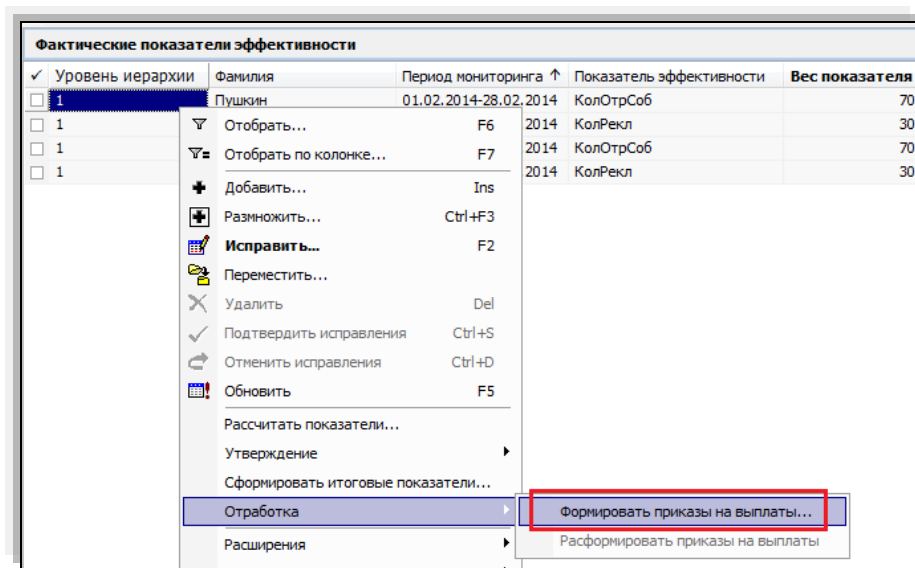 Фактические показатели эффективности
✓ Уровень иерархии Фамилия Период мониторинга ↑ Показатель эффективности Вес показателя
1 Пушкин 01.02.2014-28.02.2014 КолОтрСоб 70
1 2014 КолРекл 30
1 2014 КолОтрСоб 70
1 2014 КолРекл 30
Отобрать... F6
Отобрать по колонке... F7
Добавить... Ins
Размножить... Ctrl+F3
Исправить... F2
Переместить...
Удалить Del
Подтвердить исправления Ctrl+S
Отменить исправления Ctrl+D
Обновить F5
Рассчитать показатели...
Утверждение
Сформировать итоговые показатели...
Отработка
Формировать приказы на выплаты...
Расширения
Расформировать приказы на выплаты